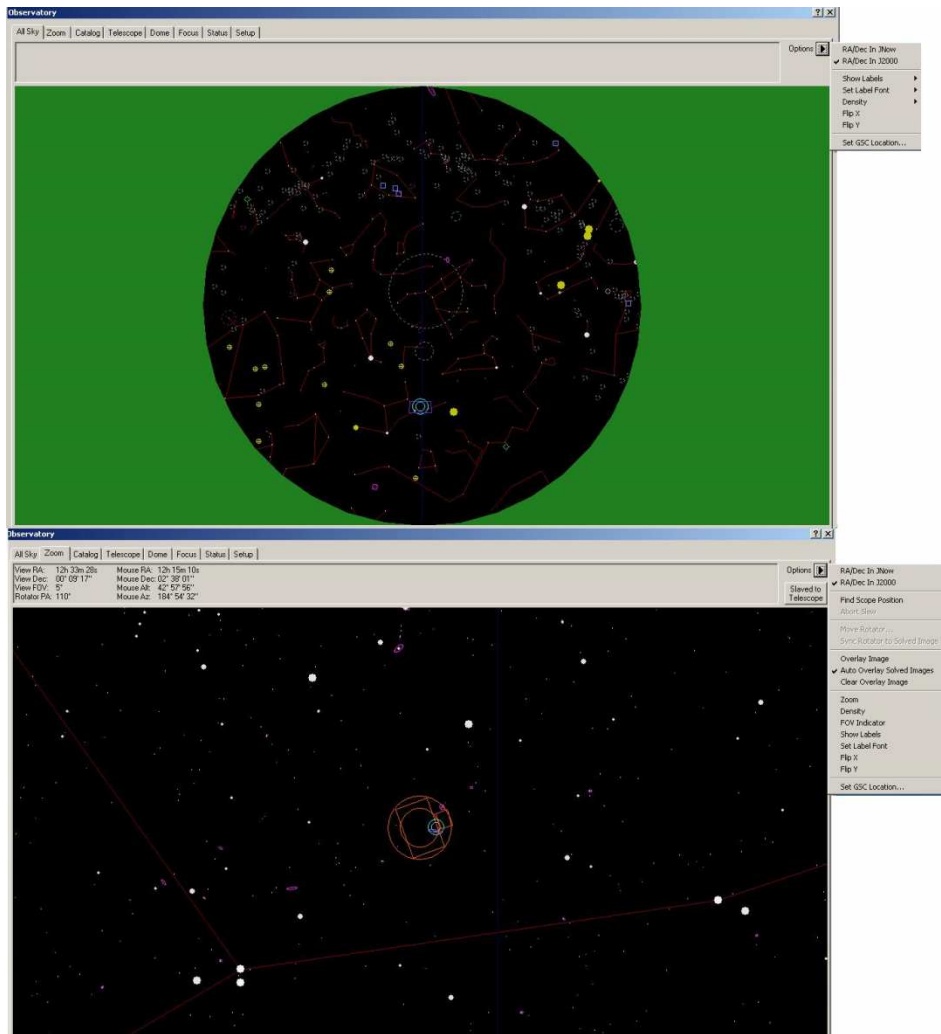 Observatory
All Sky Zoom Catalog Telescope Dome Focus Status Setup
Options
RA/Dec In JNow
RA/Dec In J2000
Show Labels
Set Label Font
Density
Flip X
Flip Y
Set GSC Location...
Observatory
All Sky Zoom Catalog Telescope Dome Focus Status Setup
View RA: 12h 33m 28s Mouse RA: 12h 15m 10s
View Dec: 00° 09' 17" Mouse Dec: 02° 38' 01"
View FOV: 5° Mouse Alt: 42° 57' 56"
Rotator PA: 110° Mouse Az: 184° 54' 32"
Options
Slaved to
Telescope
RA/Dec In JNow
RA/Dec In J2000
Find Scope Position
Abort Slew
Move Rotator...
Sync Rotator to Solved Image
Overlay Image
Auto Overlay Solved Images
Clear Overlay Image
Zoom
Density
FOV Indicator
Show Labels
Set Label Font
Flip X
Flip Y
Set GSC Location...